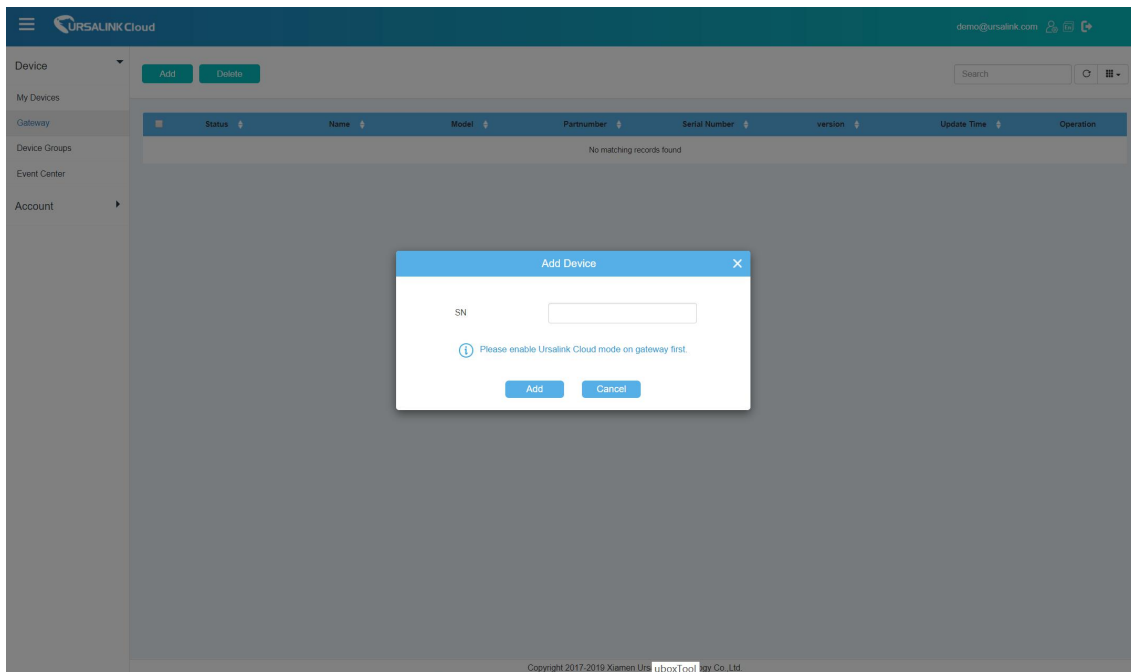 URSALINK Cloud
demo@ursalink.com En
Device
Add Delete
Search
My Devices
Gateway
Status Name Model Partnumber Serial Number version Update Time Operation
No matching records found
Device Groups
Event Center
Account
Add Device
SN
Please enable Ursalink Cloud mode on gateway first.
Add Cancel
Copyright 2017-2019 Xiamen Urs uboxTool ogy Co.,Ltd.